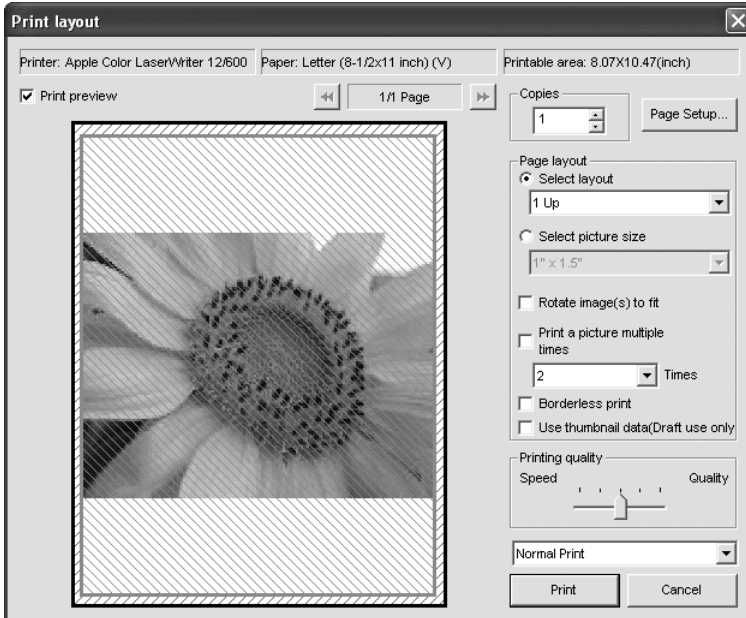 Print layout
Printer: Apple Color LaserWriter 12/600 Paper: Letter (8-1/2x11 inch) (V) Printable area: 8.07X10.47(inch)
Print preview
1/1 Page
Copies
1
Page Setup...
Page layout
Select layout
1 Up
Select picture size
1" x 1.5"
Rotate image(s) to fit
Print a picture multiple
times
2 Times
Borderless print
Use thumbnail data(Draft use only
Printing quality
Speed Quality
Normal Print
Print Cancel